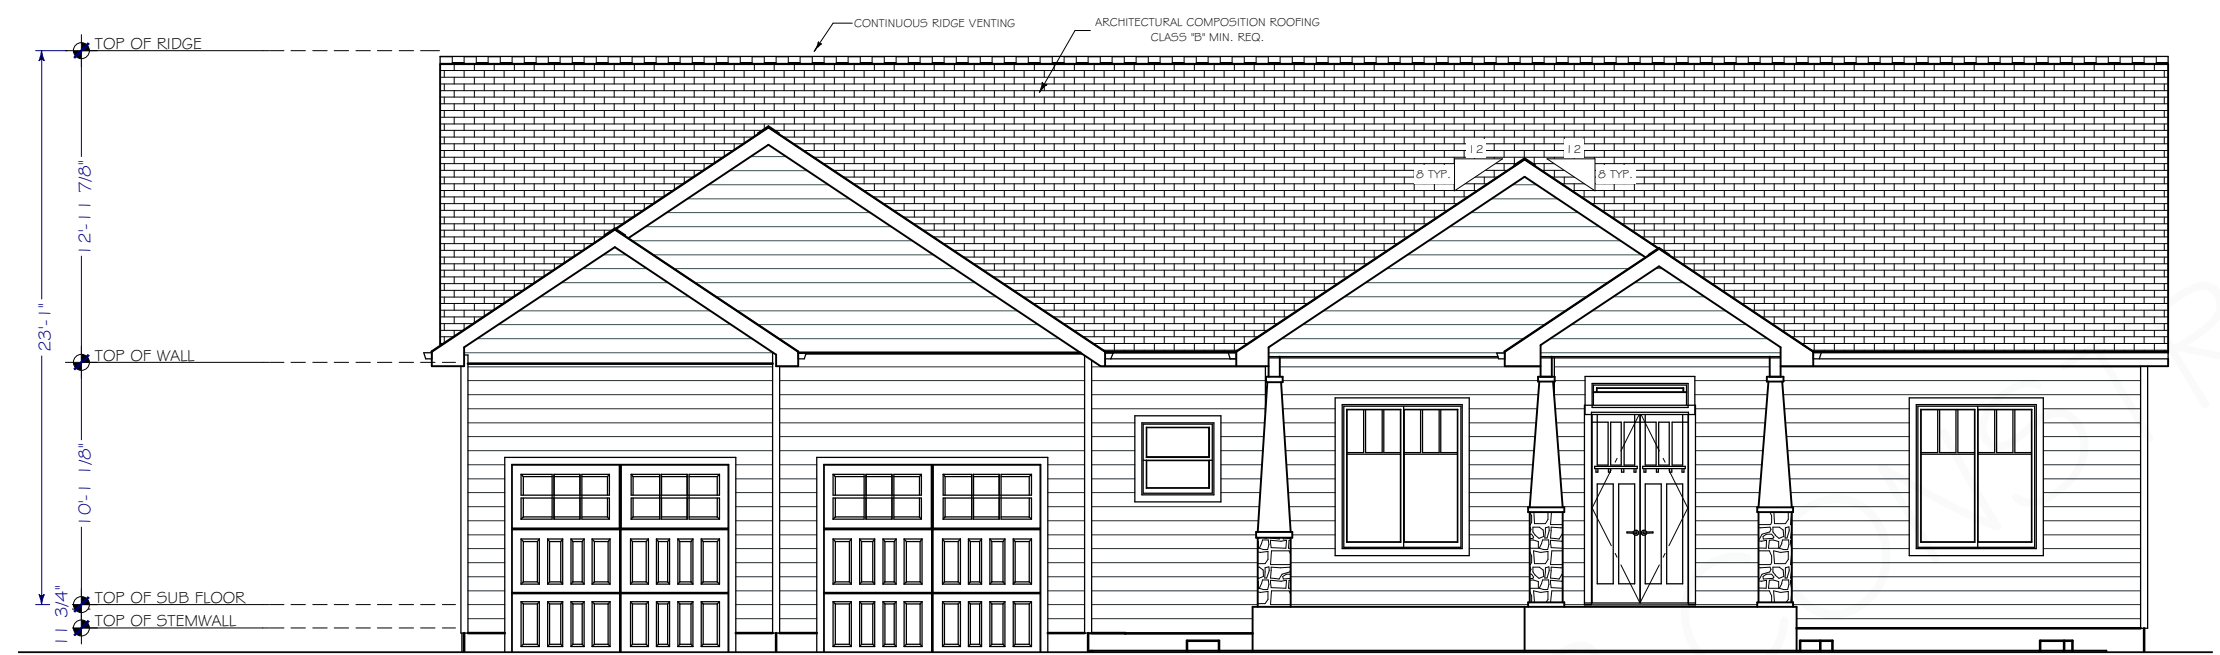 CONTINUOUS RIDGE VENTING
ARCHITECTURAL COMPOSITION ROOFING
CLASS "B" MIN. REQ.
TOP OF RIDGE
12'-11 7/8"
12
12
8 TYP.
8 TYP.
23'-1"
TOP OF WALL
10'-1 1/8"
TOP OF SUB FLOOR
11 3/4"
TOP OF STEMWALL
CONSTR